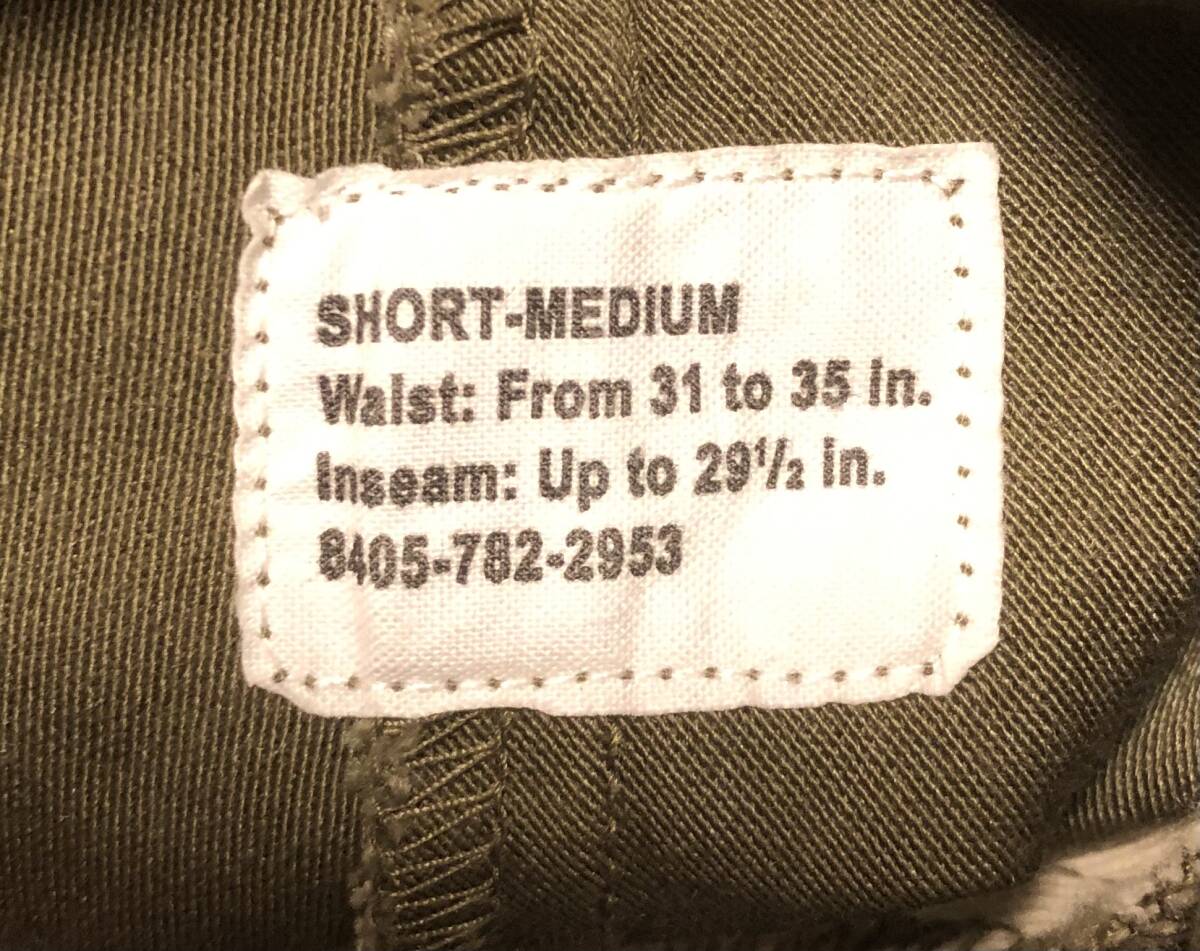 SHORT-MEDIUM
Waist: From 31 to 35 in.
Inseam: Up to 29½ in.
8405-782-2953